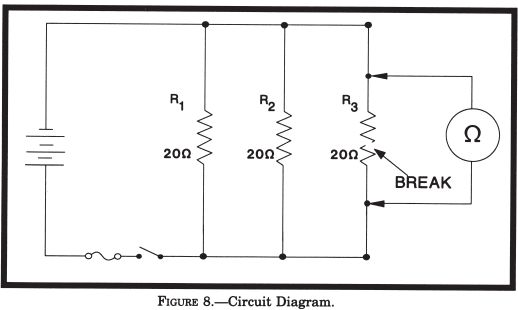 R1 R2 R3
Ω
20Ω 20Ω 20Ω
BREAK
FIGURE 8.—Circuit Diagram.